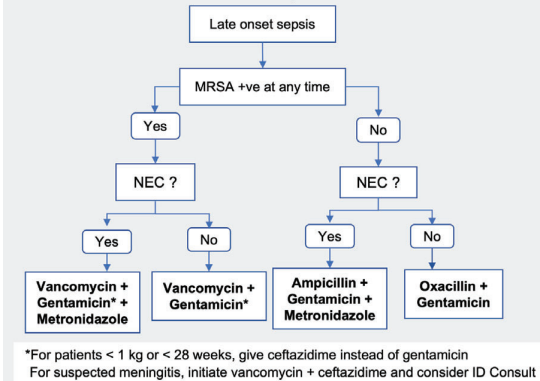 Late onset sepsis
MRSA +ve at any time
Yes
No
NEC ?
NEC ?
Yes
No
Yes
No
Vancomycin +
Gentamicin* +
Metronidazole
Vancomycin +
Gentamicin*
Ampicillin +
Gentamicin +
Metronidazole
Oxacillin +
Gentamicin
*For patients < 1 kg or < 28 weeks, give ceftazidime instead of gentamicin
For suspected meningitis, initiate vancomycin + ceftazidime and consider ID Consult